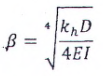 β = ⁴√(k_h D / 4EI)